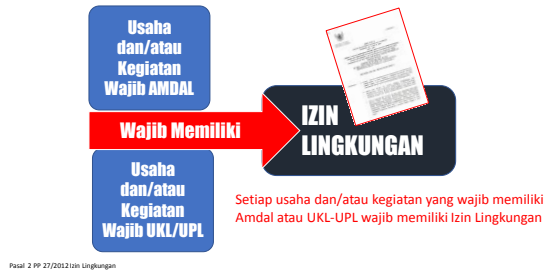 Usaha
dan/atau
Kegiatan
Wajib AMDAL
Wajib Memiliki
IZIN
LINGKUNGAN
Usaha
dan/atau
Kegiatan
Wajib UKL/UPL
Setiap usaha dan/atau kegiatan yang wajib memiliki
Amdal atau UKL-UPL wajib memiliki Izin Lingkungan
Pasal 2 PP 27/2012Izin Lingkungan